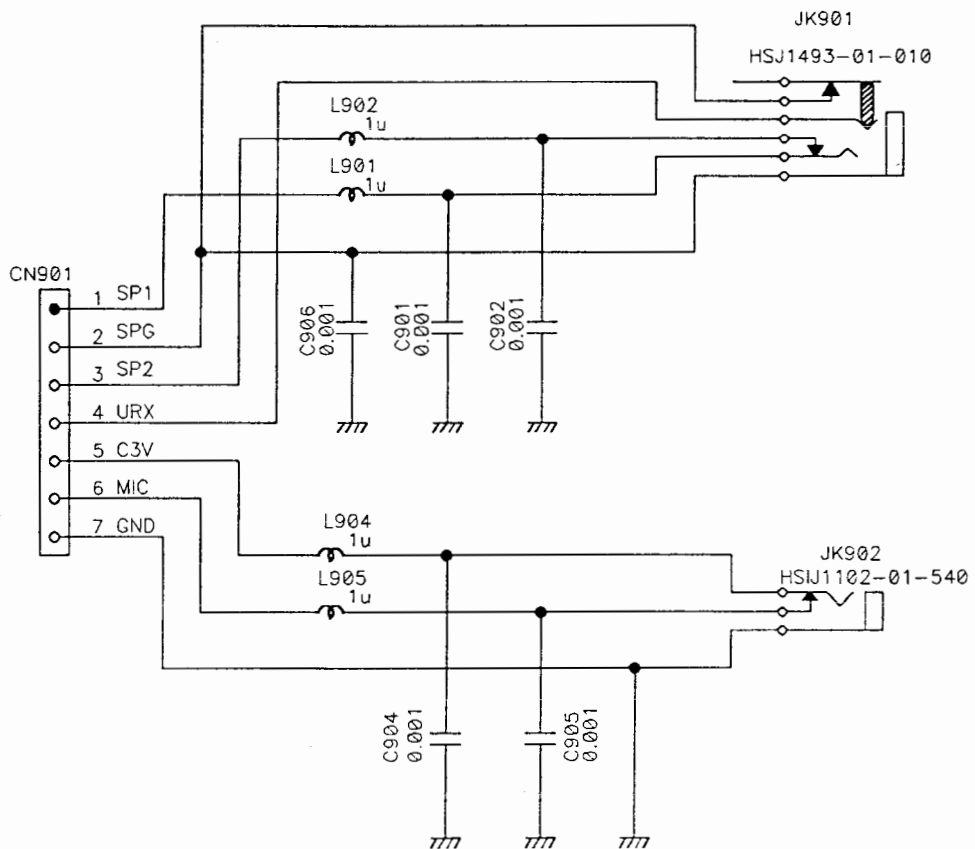 JK901
HSJ1493-01-010
L902
1u
L901
1u
CN901
1 SP1
2 SPG
3 SP2
4 URX
5 C3V
6 MIC
7 GND
C906
0.001
C901
0.001
C902
0.001
L904
1u
L905
1u
JK902
HSIJ1102-01-540
C904
0.001
C905
0.001